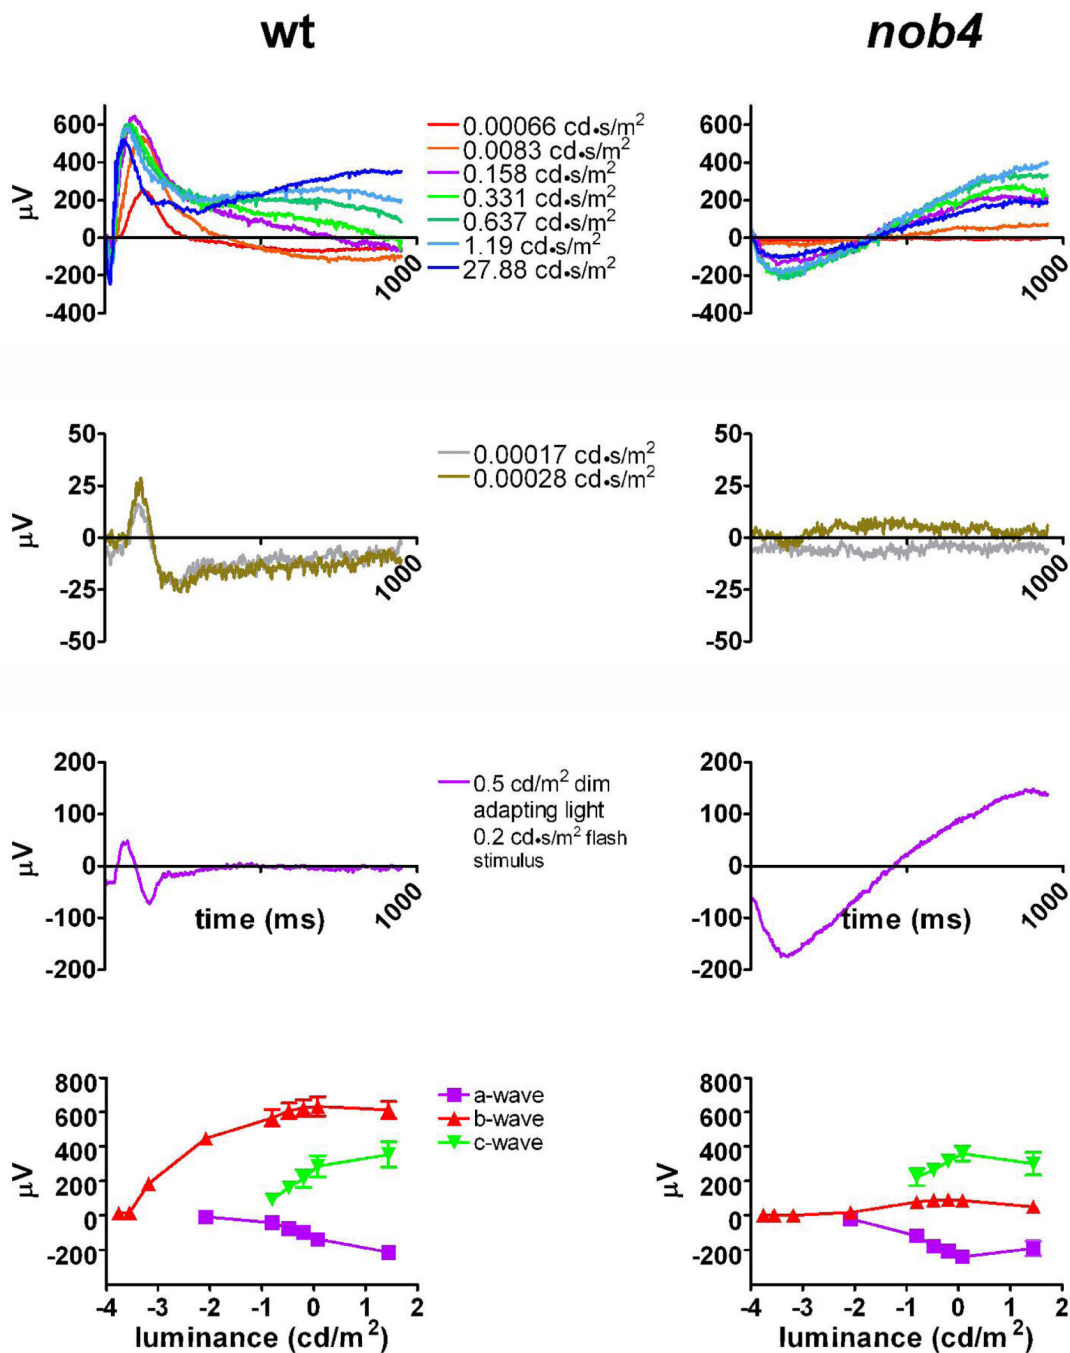 wt
nob4
600
400
200
0
-200
-400
μV
1000
0.00066 cd•s/m²
0.0083 cd•s/m²
0.158 cd•s/m²
0.331 cd•s/m²
0.637 cd•s/m²
1.19 cd•s/m²
27.88 cd•s/m²
600
400
200
0
-200
-400
1000
50
25
0
-25
-50
μV
1000
0.00017 cd•s/m²
0.00028 cd•s/m²
50
25
0
-25
-50
1000
200
100
0
-100
-200
μV
time (ms)
1000
0.5 cd/m² dim
adapting light
0.2 cd•s/m² flash
stimulus
200
100
0
-100
-200
μV
time (ms)
1000
800
600
400
200
0
-200
μV
-4 -3 -2 -1 0 1 2
luminance (cd/m²)
a-wave
b-wave
c-wave
800
600
400
200
0
-200
μV
-4 -3 -2 -1 0 1 2
luminance (cd/m²)